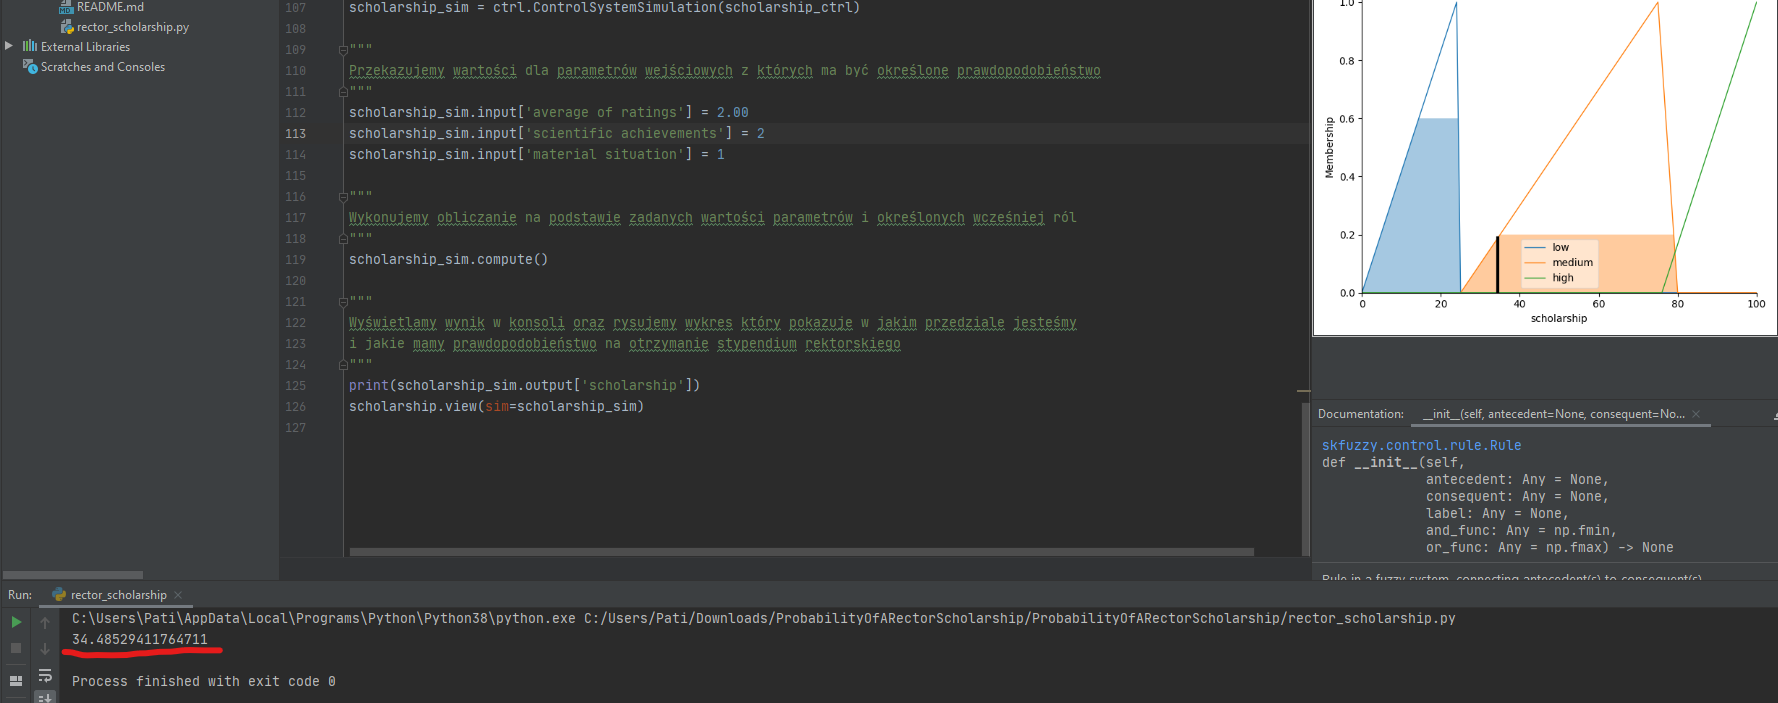 README.md
rector_scholarship.py
External Libraries
Scratches and Consoles
107 scholarship_sim = ctrl.ControlSystemSimulation(scholarship_ctrl)
108
109 """
110 Przekazujemy wartości dla parametrów wejściowych z których ma być określone prawdopodobieństwo
111 """
112 scholarship_sim.input['average of ratings'] = 2.00
113 scholarship_sim.input['scientific achievements'] = 2
114 scholarship_sim.input['material situation'] = 1
115
116 """
117 Wykonujemy obliczanie na podstawie zadanych wartości parametrów i określonych wcześniej ról
118 """
119 scholarship_sim.compute()
120
121 """
122 Wyświetlamy wynik w konsoli oraz rysujemy wykres który pokazuje w jakim przedziale jesteśmy
123 i jakie mamy prawdopodobieństwo na otrzymanie stypendium rektorskiego
124 """
125 print(scholarship_sim.output['scholarship'])
126 scholarship.view(sim=scholarship_sim)
127
1.0
0.8
0.6
0.4
0.2
0.0
Membership
low
medium
high
0 20 40 60 80 100
scholarship
Documentation: __init__(self, antecedent=None, consequent=No...
skfuzzy.control.rule.Rule
def __init__(self,
antecedent: Any = None,
consequent: Any = None,
label: Any = None,
and_func: Any = np.fmin,
or_func: Any = np.fmax) -> None
Rule in a fuzzy system, connecting antecedent(s) to consequent(s)
Run: rector_scholarship
C:\Users\Pati\AppData\Local\Programs\Python\Python38\python.exe C:/Users/Pati/Downloads/ProbabilityOfARectorScholarship/ProbabilityOfARectorScholarship/rector_scholarship.py
34.48529411764711
Process finished with exit code 0